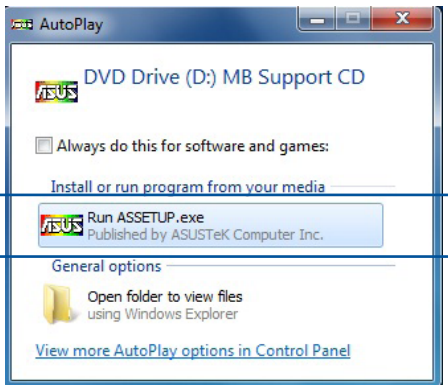 AutoPlay
DVD Drive (D:) MB Support CD
Always do this for software and games:
Install or run program from your media
Run ASSETUP.exe
Published by ASUSTeK Computer Inc.
General options
Open folder to view files
using Windows Explorer
View more AutoPlay options in Control Panel